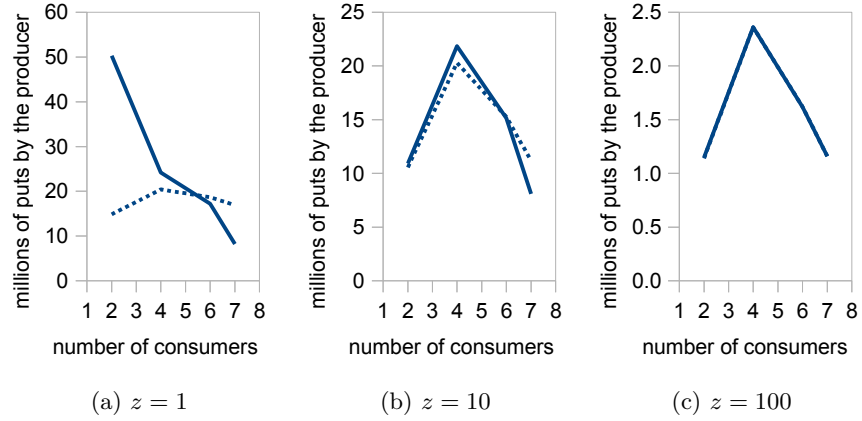 millions of puts by the producer
60
50
40
30
20
10
0
1 2 3 4 5 6 7 8
number of consumers
(a) z = 1
millions of puts by the producer
25
20
15
10
5
0
1 2 3 4 5 6 7 8
number of consumers
(b) z = 10
millions of puts by the producer
2.5
2.0
1.5
1.0
0.5
0.0
1 2 3 4 5 6 7 8
number of consumers
(c) z = 100